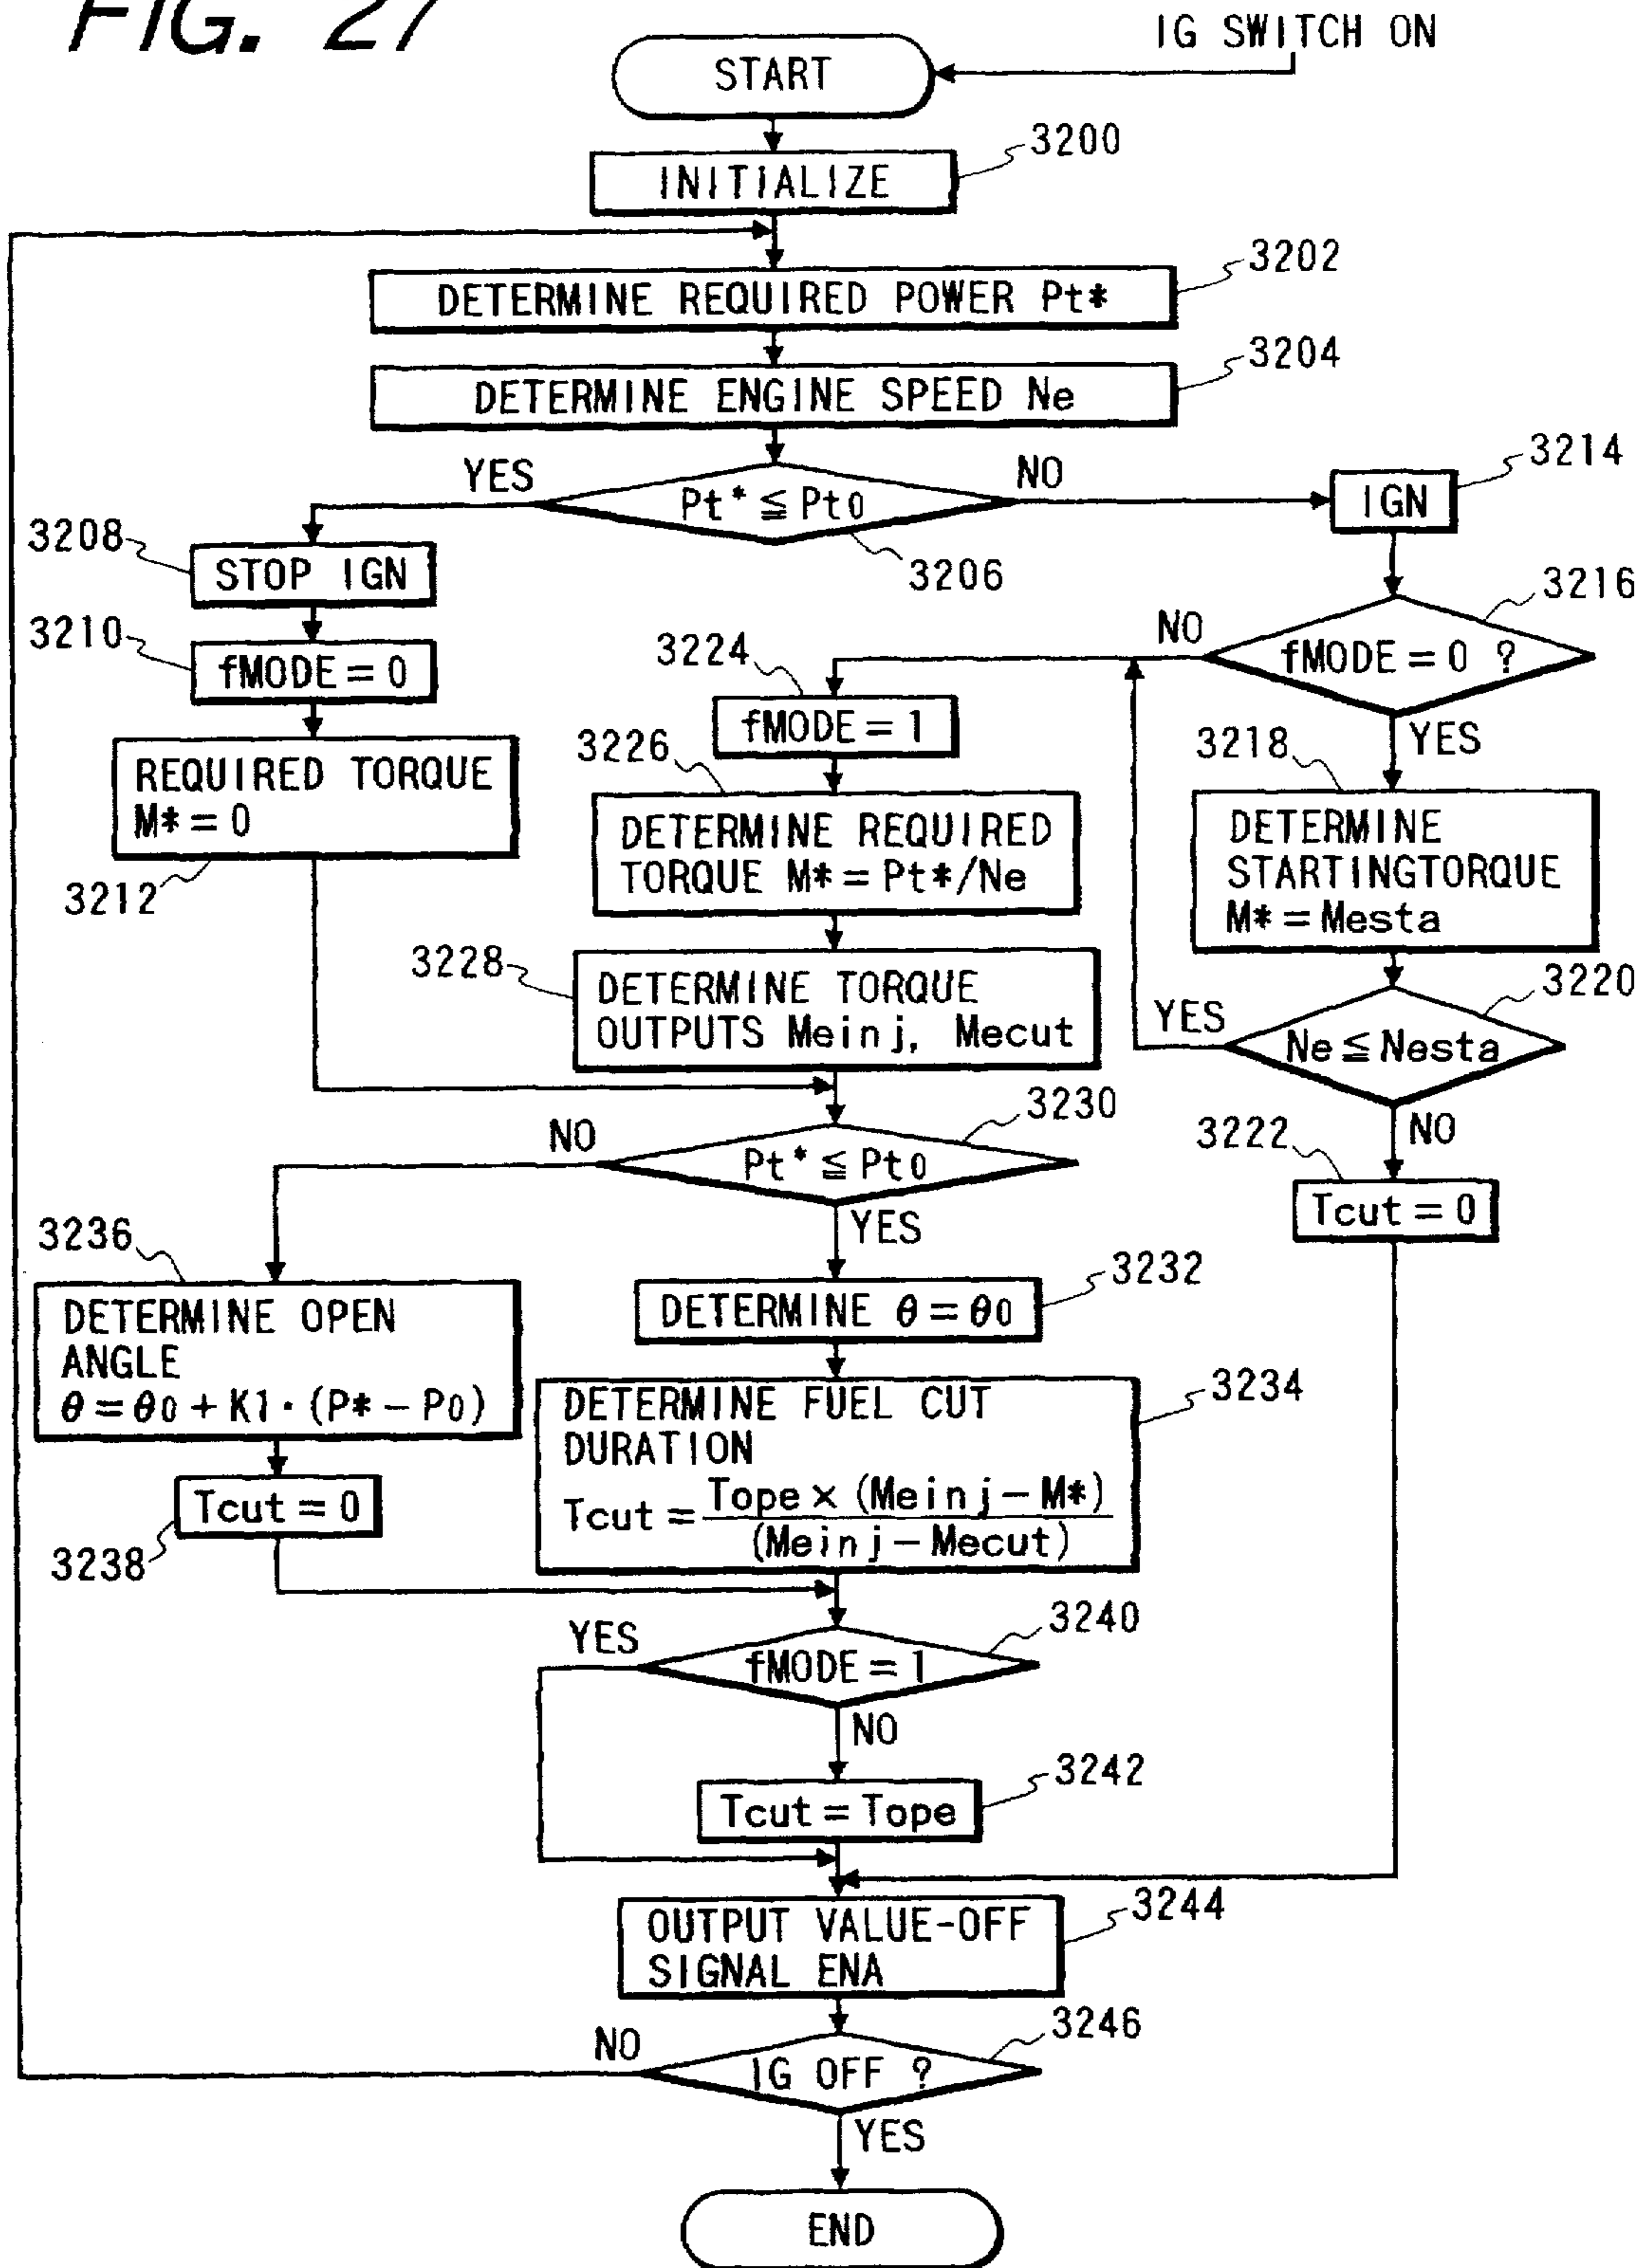 FIG. 27
IG SWITCH ON
START
3200
INITIALIZE
3202
DETERMINE REQUIRED POWER Pt*
3204
DETERMINE ENGINE SPEED Ne
YES
NO
Pt* ≦ Pt0
3206
3214
IGN
3208
STOP IGN
3210
fMODE = 0
REQUIRED TORQUE
M* = 0
3212
3216
NO
fMODE = 0 ?
YES
3224
fMODE = 1
3226
DETERMINE REQUIRED
TORQUE M* = Pt*/Ne
3218
DETERMINE
STARTINGTORQUE
M* = Mesta
3228
DETERMINE TORQUE
OUTPUTS Meinj, Mecut
3220
YES
Ne ≦ Nesta
NO
3222
Tcut = 0
3230
NO
Pt* ≦ Pt0
YES
3236
DETERMINE OPEN
ANGLE
θ = θ0 + K1· (P* − P0)
3232
DETERMINE θ = θ0
3234
DETERMINE FUEL CUT
DURATION
Tcut = Tope × (Meinj − M*)
(Meinj − Mecut)
Tcut = 0
3238
3240
YES
fMODE = 1
NO
3242
Tcut = Tope
3244
OUTPUT VALUE-OFF
SIGNAL ENA
3246
NO
IG OFF ?
YES
END